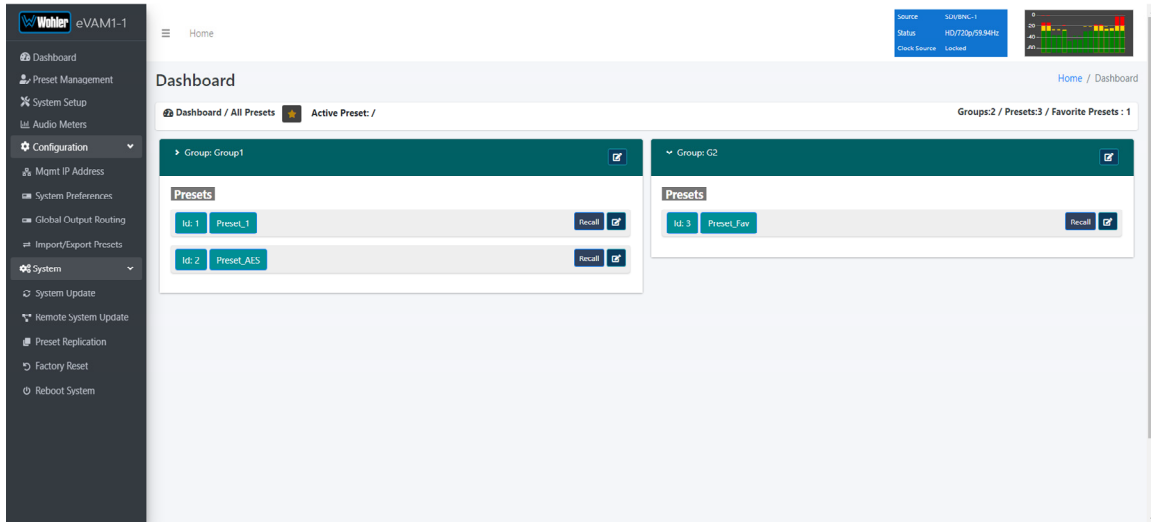 Wohler eVAM1-1
Dashboard
Preset Management
System Setup
Audio Meters
Configuration
Mgmt IP Address
System Preferences
Global Output Routing
Import/Export Presets
System
System Update
Remote System Update
Preset Replication
Factory Reset
Reboot System
Home
Source SDI/BNC-1
Status HD/720p/59.94Hz
Clock Source Locked
0
-20
-40
-60
Dashboard
Home / Dashboard
Dashboard / All Presets Active Preset: /
Groups:2 / Presets:3 / Favorite Presets : 1
Group: Group1
Presets
Id: 1 Preset_1 Recall
Id: 2 Preset_AES Recall
Group: G2
Presets
Id: 3 Preset_Fav Recall